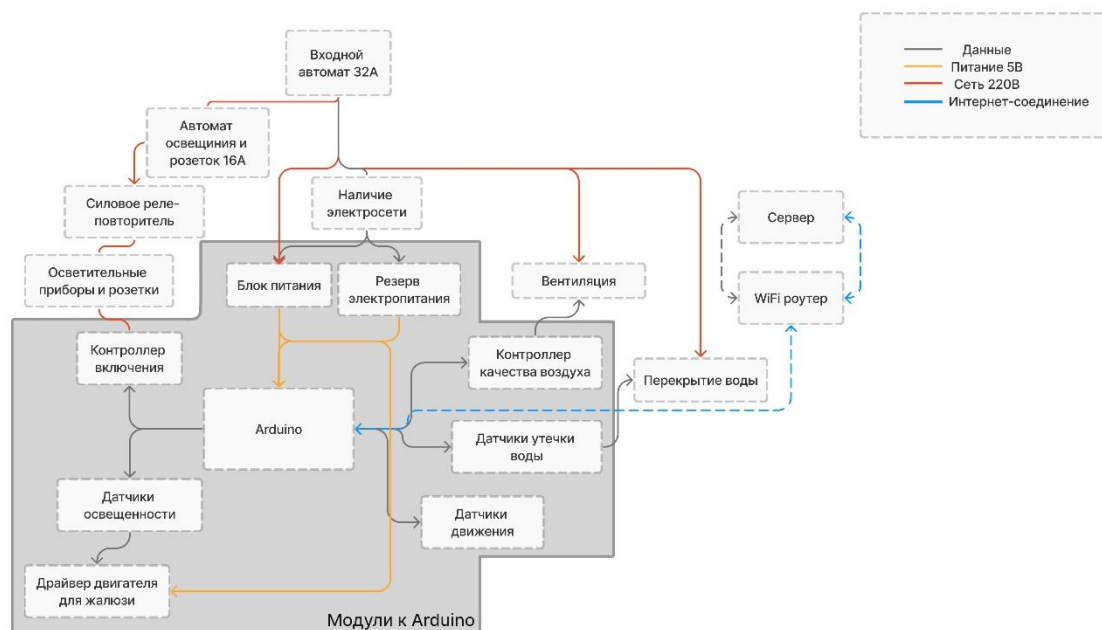 Входной
автомат 32А
Данные
Питание 5В
Сеть 220В
Интернет-соединение
Автомат
освещиния и
розеток 16А
Силовое реле-
повторитель
Наличие
электросети
Сервер
Осветительные
приборы и розетки
Блок питания
Резерв
электропитания
Вентиляция
WiFi роутер
Контроллер
включения
Контроллер
качества воздуха
Перекрытие воды
Arduino
Датчики утечки
воды
Датчики
освещенности
Датчики
движения
Драйвер двигателя
для жалюзи
Модули к Arduino